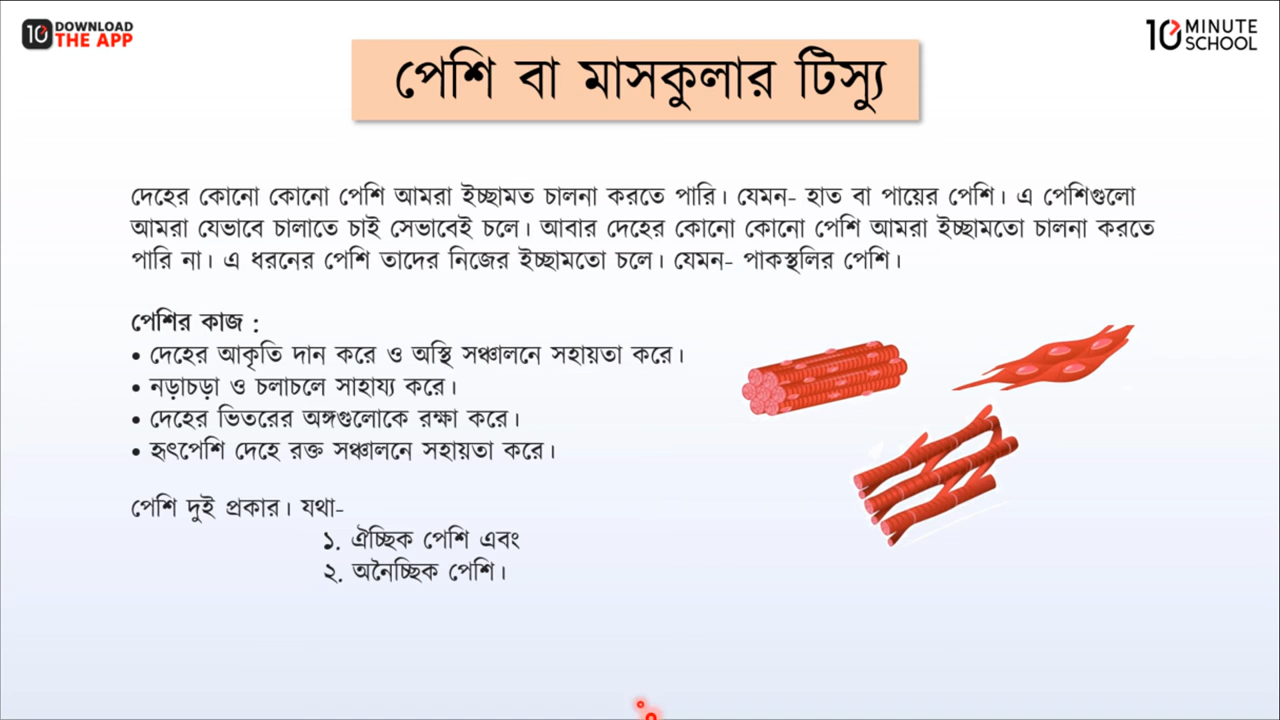 10 DOWNLOAD THE APP
10 MINUTE SCHOOL
পেশি বা মাসকুলার টিস্যু
দেহের কোনো কোনো পেশি আমরা ইচ্ছামত চালনা করতে পারি। যেমন- হাত বা পায়ের পেশি। এ পেশিগুলো
আমরা যেভাবে চালাতে চাই সেভাবেই চলে। আবার দেহের কোনো কোনো পেশি আমরা ইচ্ছামতো চালনা করতে
পারি না। এ ধরনের পেশি তাদের নিজের ইচ্ছামতো চলে। যেমন- পাকস্থলির পেশি।
পেশির কাজ :
• দেহের আকৃতি দান করে ও অস্থি সঞ্চালনে সহায়তা করে।
• নড়াচড়া ও চলাচলে সাহায্য করে।
• দেহের ভিতরের অঙ্গগুলোকে রক্ষা করে।
• হৃৎপেশি দেহে রক্ত সঞ্চালনে সহায়তা করে।
পেশি দুই প্রকার। যথা-
১. ঐচ্ছিক পেশি এবং
২. অনৈচ্ছিক পেশি।